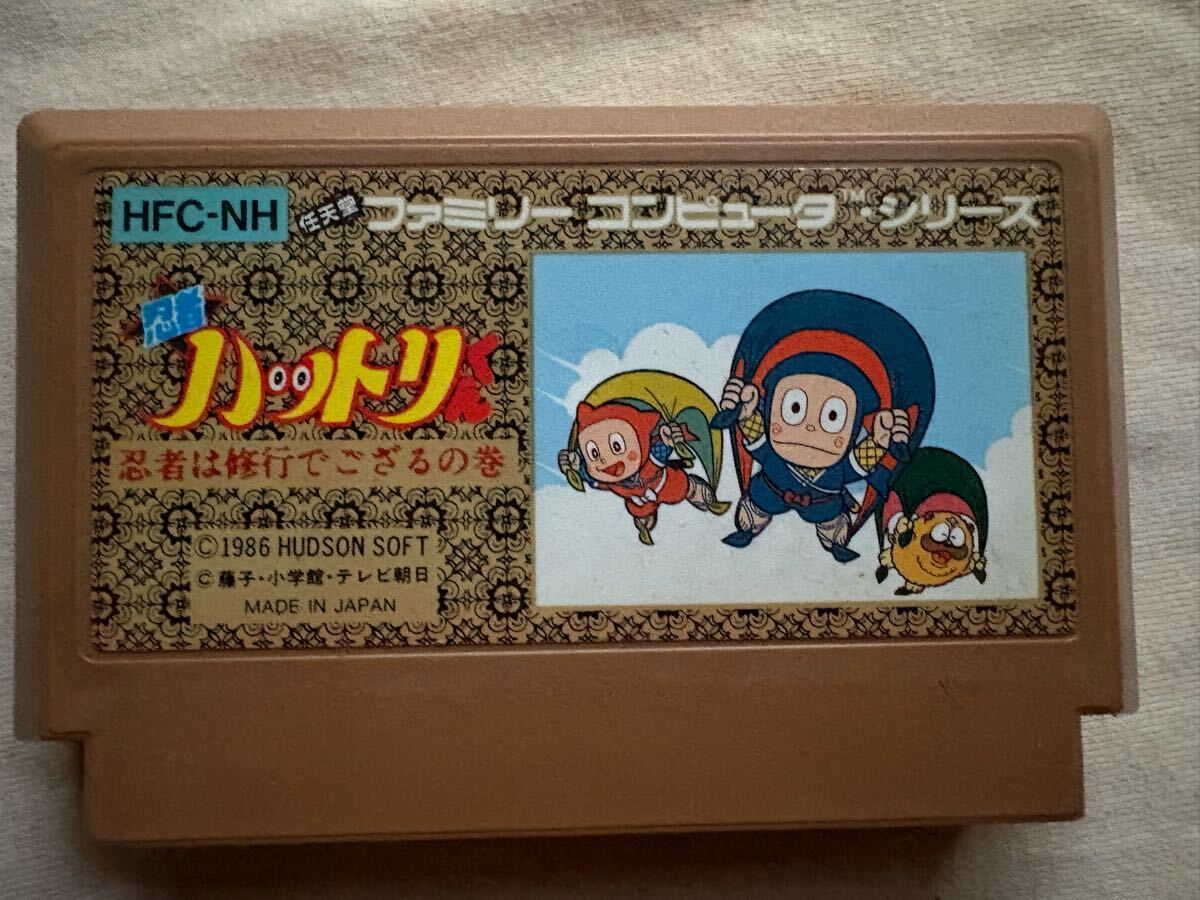 HFC-NH
任天堂 ファミリー コンピュータ™・シリーズ
忍者
ハットリくん
忍者は修行でござるの巻
©1986 HUDSON SOFT
©藤子・小学館・テレビ朝日
MADE IN JAPAN